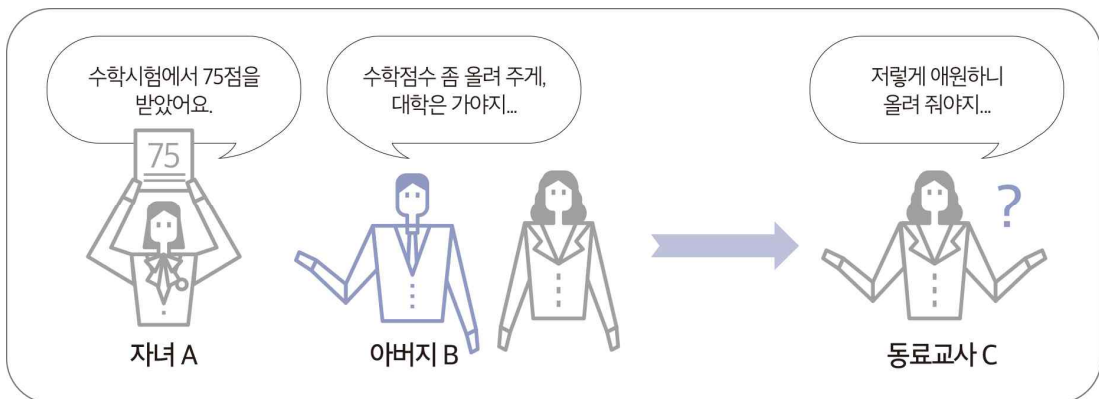 수학시험에서 75점을
받았어요.
수학점수 좀 올려 주게,
대학은 가야지...
저렇게 애원하니
올려 줘야지...
75
?
자녀 A
아버지 B
동료교사 C